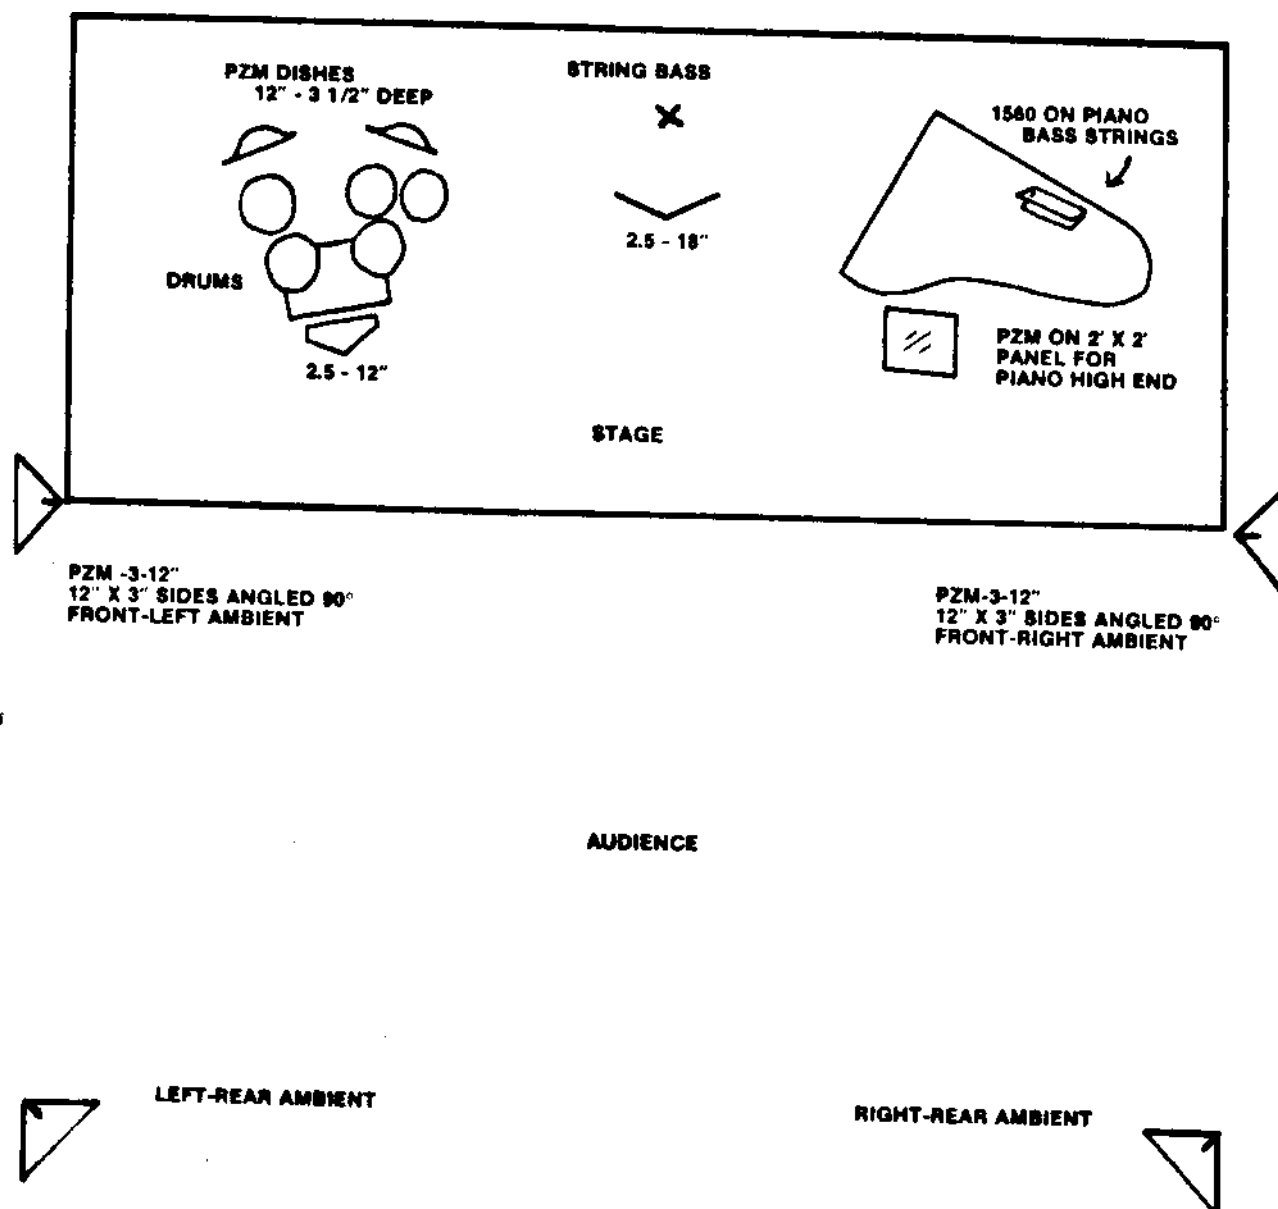 PZM DISHES
12" - 3 1/2" DEEP
STRING BASS
1560 ON PIANO
BASS STRINGS
2.5 - 18"
DRUMS
PZM ON 2' X 2'
PANEL FOR
PIANO HIGH END
2.5 - 12"
STAGE
PZM -3-12"
12" X 3" SIDES ANGLED 90°
FRONT-LEFT AMBIENT
PZM-3-12"
12" X 3" SIDES ANGLED 90°
FRONT-RIGHT AMBIENT
AUDIENCE
LEFT-REAR AMBIENT
RIGHT-REAR AMBIENT